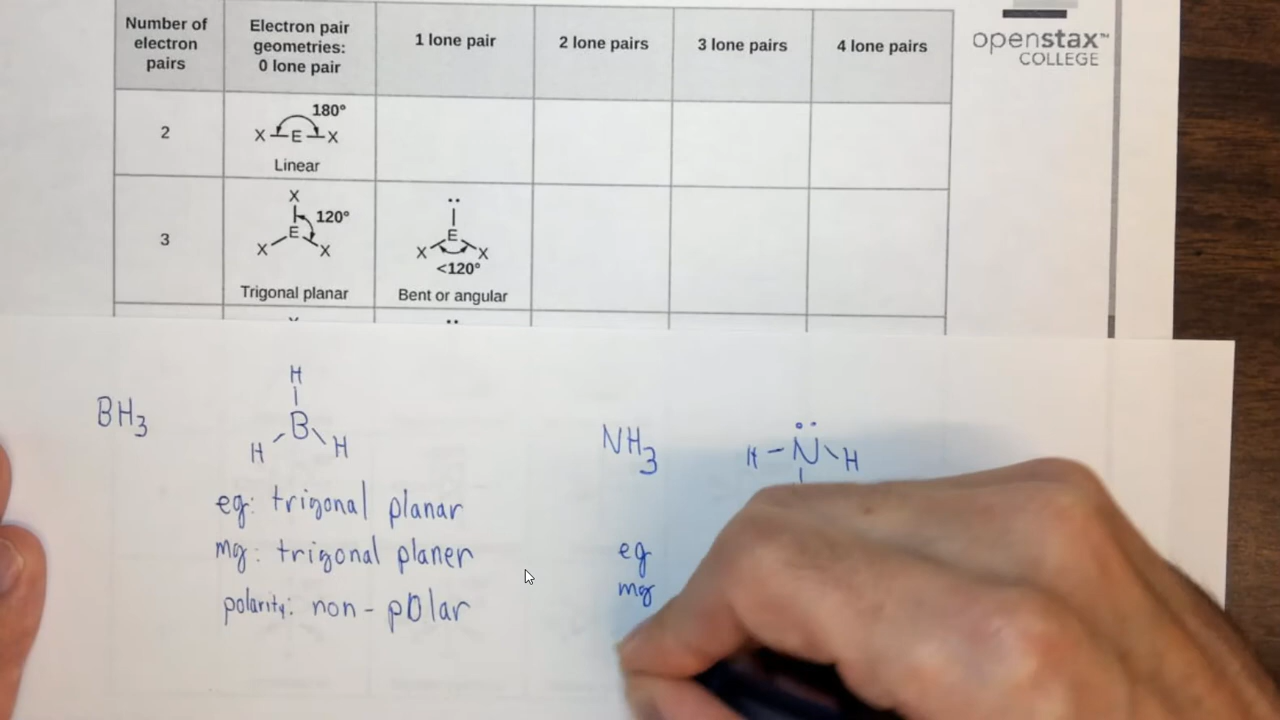 Number of electron pairs
Electron pair geometries: 0 lone pair
1 lone pair
2 lone pairs
3 lone pairs
4 lone pairs
openstax™
COLLEGE
2
180°
X E X
Linear
3
X
120°
E
X X
Trigonal planar
E
X X
<120°
Bent or angular
BH3
H
B
H H
eg: trigonal planar
mg: trigonal planer
polarity: non-polar
NH3
H-N-H
eg
mg